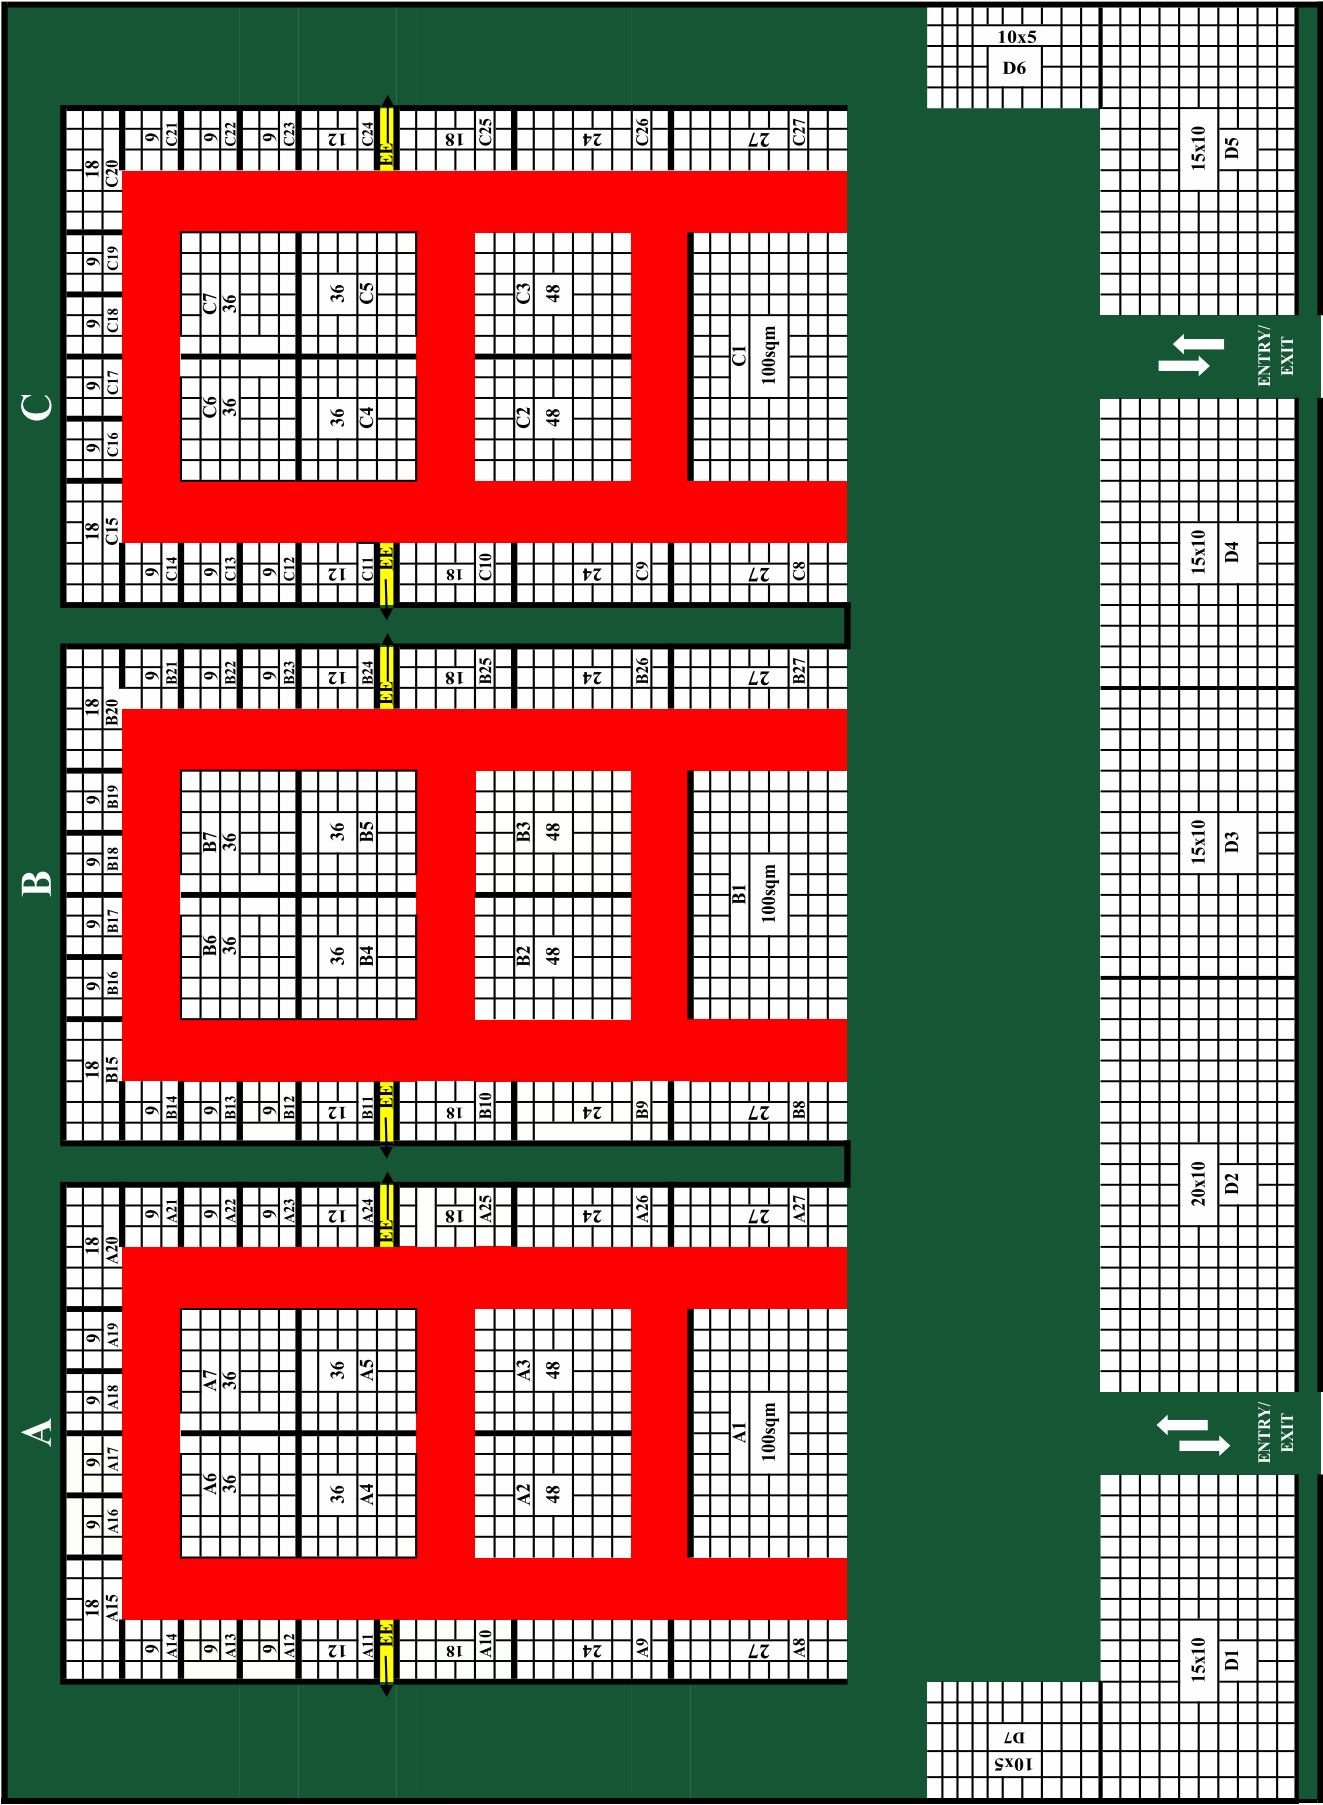 10x5
D6
C
18
C20
9
C21
9
C22
9
C23
12
C24
EE
18
C25
24
C26
27
C27
15x10
D5
9
C19
9
C18
9
C17
9
C16
18
C15
C7
36
36
C5
C3
48
C6
36
36
C4
C2
48
C1
100sqm
ENTRY/
EXIT
9
C14
9
C13
9
C12
12
C11
EE
18
C10
24
C9
27
C8
15x10
D4
B
18
B20
9
B21
9
B22
9
B23
12
B24
EE
18
B25
24
B26
27
B27
9
B19
9
B18
9
B17
9
B16
18
B15
B7
36
36
B5
B3
48
B6
36
36
B4
B2
48
B1
100sqm
15x10
D3
9
B14
9
B13
9
B12
12
B11
EE
18
B10
24
B9
27
B8
20x10
D2
A
18
A20
9
A21
9
A22
9
A23
12
A24
EE
18
A25
24
A26
27
A27
9
A19
9
A18
9
A17
9
A16
18
A15
A7
36
36
A5
A3
48
A6
36
36
A4
A2
48
A1
100sqm
ENTRY/
EXIT
9
A14
9
A13
9
A12
12
A11
EE
18
A10
24
A9
27
A8
15x10
D1
D7
10x5